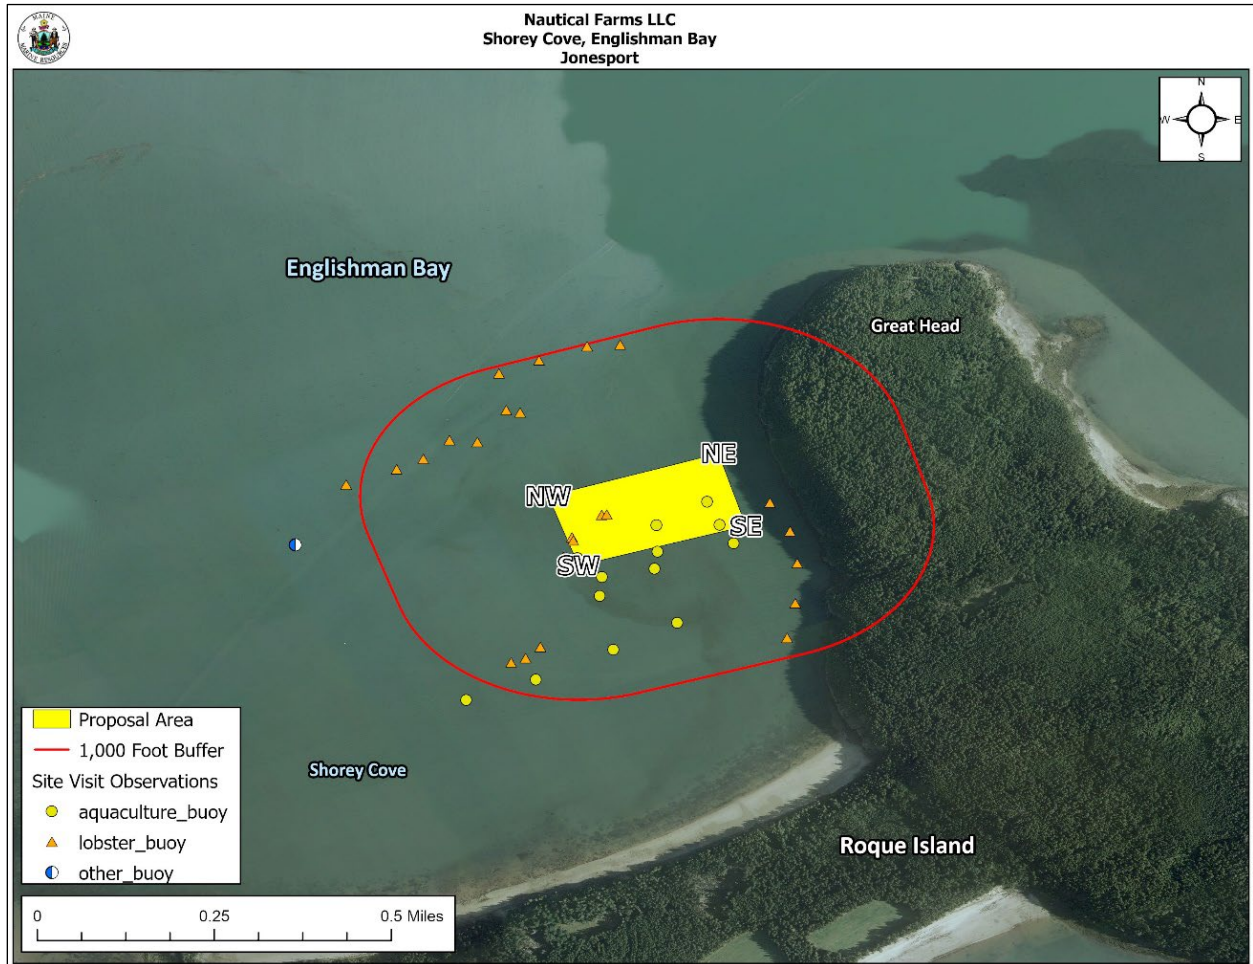 Nautical Farms LLC
Shorey Cove, Englishman Bay
Jonesport
N
W E
S
Englishman Bay
Great Head
NE
NW
SE
SW
Proposal Area
1,000 Foot Buffer
Site Visit Observations
aquaculture_buoy
lobster_buoy
other_buoy
Shorey Cove
Roque Island
0 0.25 0.5 Miles